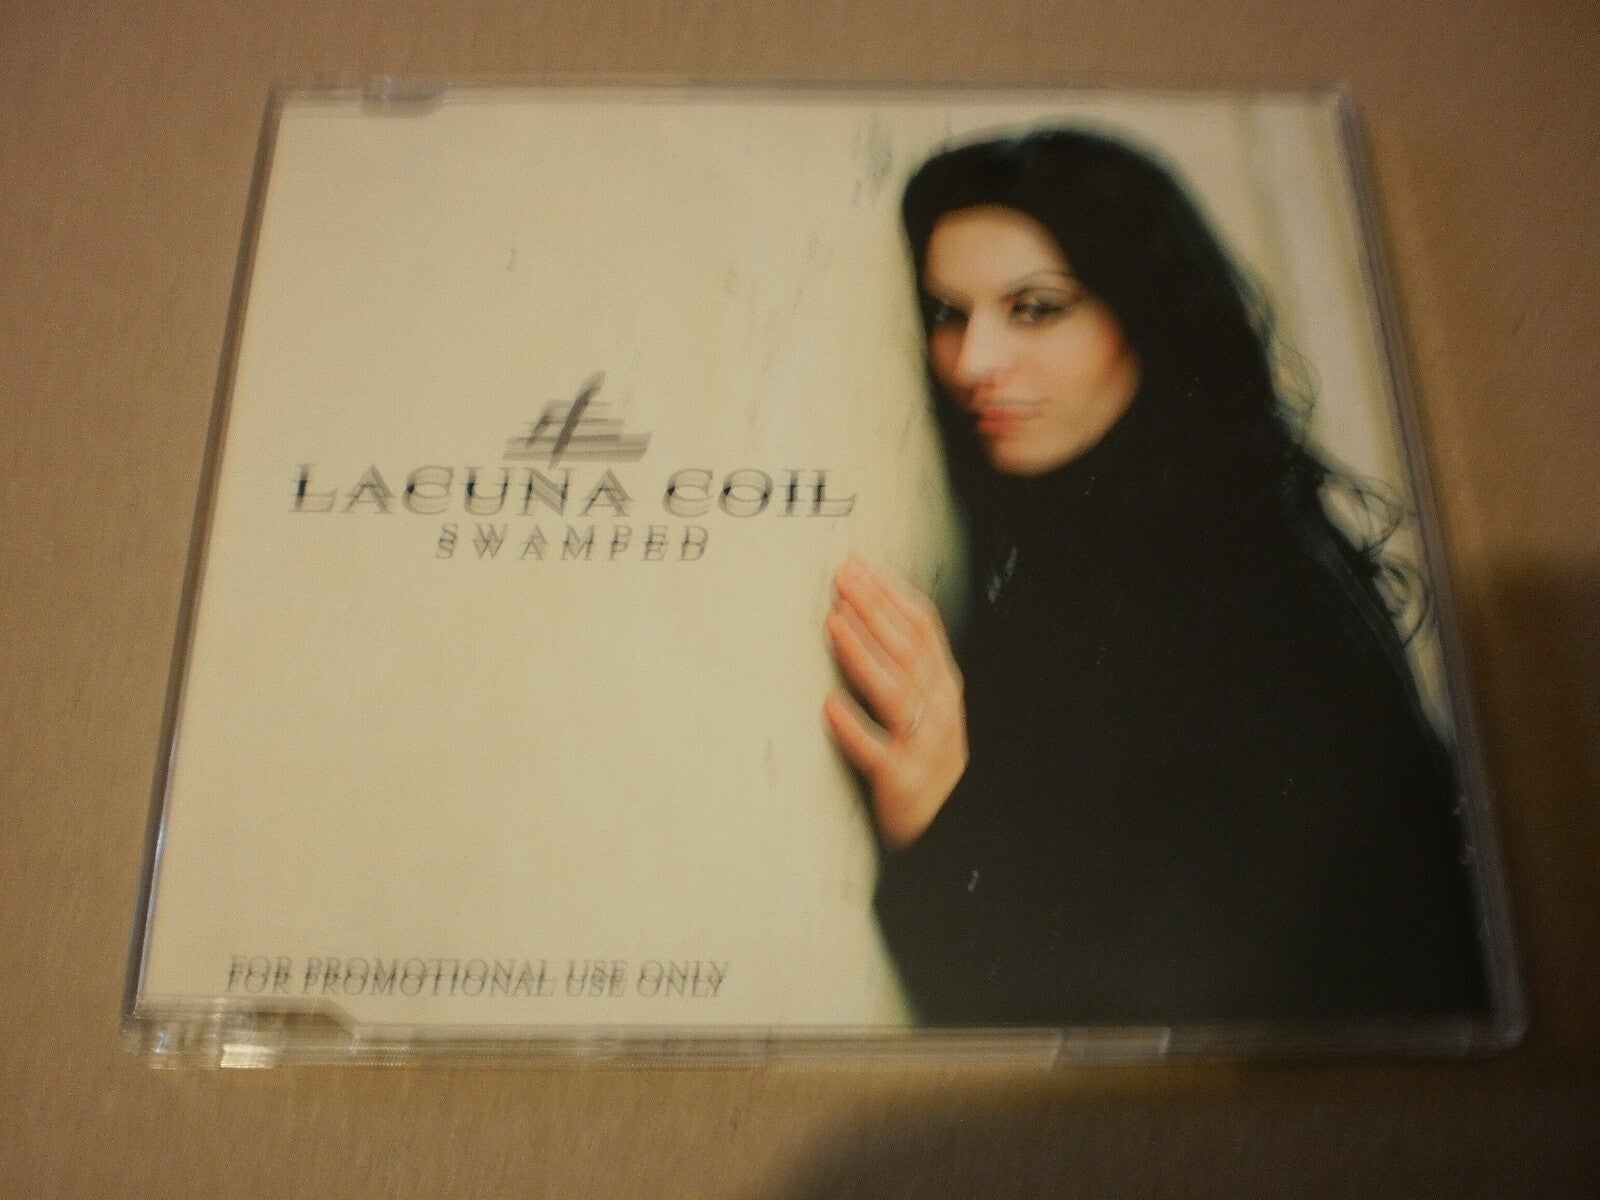 LACUNA COIL
SWAMPED
FOR PROMOTIONAL USE ONLY